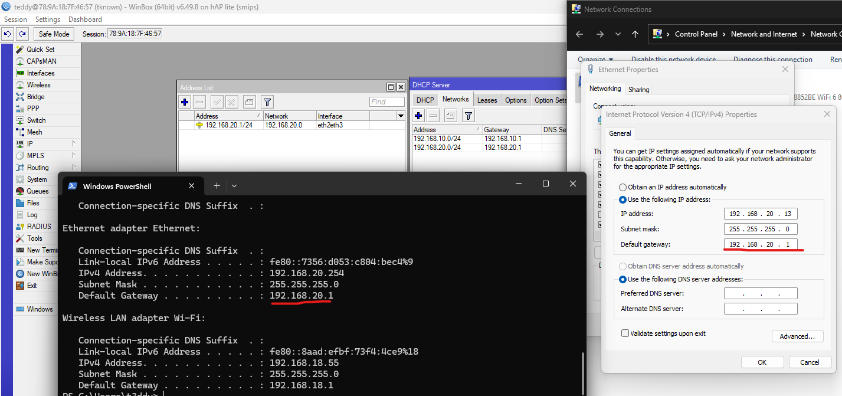 teddy@78:9A:18:7F:46:57 (tknown) - WinBox (64bit) v6.49.8 on hAP lite (smips)
Session Settings Dashboard
Safe Mode Session: 78:9A:18:7F:46:57
Quick Set
CAPsMAN
Interfaces
Wireless
Bridge
PPP
Switch
Mesh
IP
MPLS
Routing
System
Queues
Files
Log
RADIUS
Tools
New Term
Make Supo
New WinBo
Exit
Windows
Address List
Find
Address Network Interface
192.168.20.1/24 192.168.20.0 eth2eth3
DHCP Server
DHCP Networks Leases Options Option Sets
Address Gateway DNS Se
192.168.10.0/24 192.168.10.1
192.168.20.0/24 192.168.20.1
Windows PowerShell
Connection-specific DNS Suffix . :
Ethernet adapter Ethernet:
Connection-specific DNS Suffix . :
Link-local IPv6 Address . . . . . : fe80::7356:d053:c804:bec4%9
IPv4 Address. . . . . . . . . . . : 192.168.20.254
Subnet Mask . . . . . . . . . . . : 255.255.255.0
Default Gateway . . . . . . . . . : 192.168.20.1
Wireless LAN adapter Wi-Fi:
Connection-specific DNS Suffix . :
Link-local IPv6 Address . . . . . : fe80::8aad:efbf:73f4:4ce9%18
IPv4 Address. . . . . . . . . . . : 192.168.18.55
Subnet Mask . . . . . . . . . . . : 255.255.255.0
Default Gateway . . . . . . . . . : 192.168.18.1
Network Connections
Control Panel Network and Internet Network C
Organize Disable this network device Diagnose this connection Ren
Ethernet Properties
Networking Sharing
8852BE WiFi 6 8
Internet Protocol Version 4 (TCP/IPv4) Properties
General
You can get IP settings assigned automatically if your network supports
this capability. Otherwise, you need to ask your network administrator
for the appropriate IP settings.
Obtain an IP address automatically
Use the following IP address:
IP address: 192 . 168 . 20 . 13
Subnet mask: 255 . 255 . 255 . 0
Default gateway: 192 . 168 . 20 . 1
Obtain DNS server address automatically
Use the following DNS server addresses:
Preferred DNS server: . . .
Alternate DNS server: . . .
Validate settings upon exit
Advanced...
OK Cancel